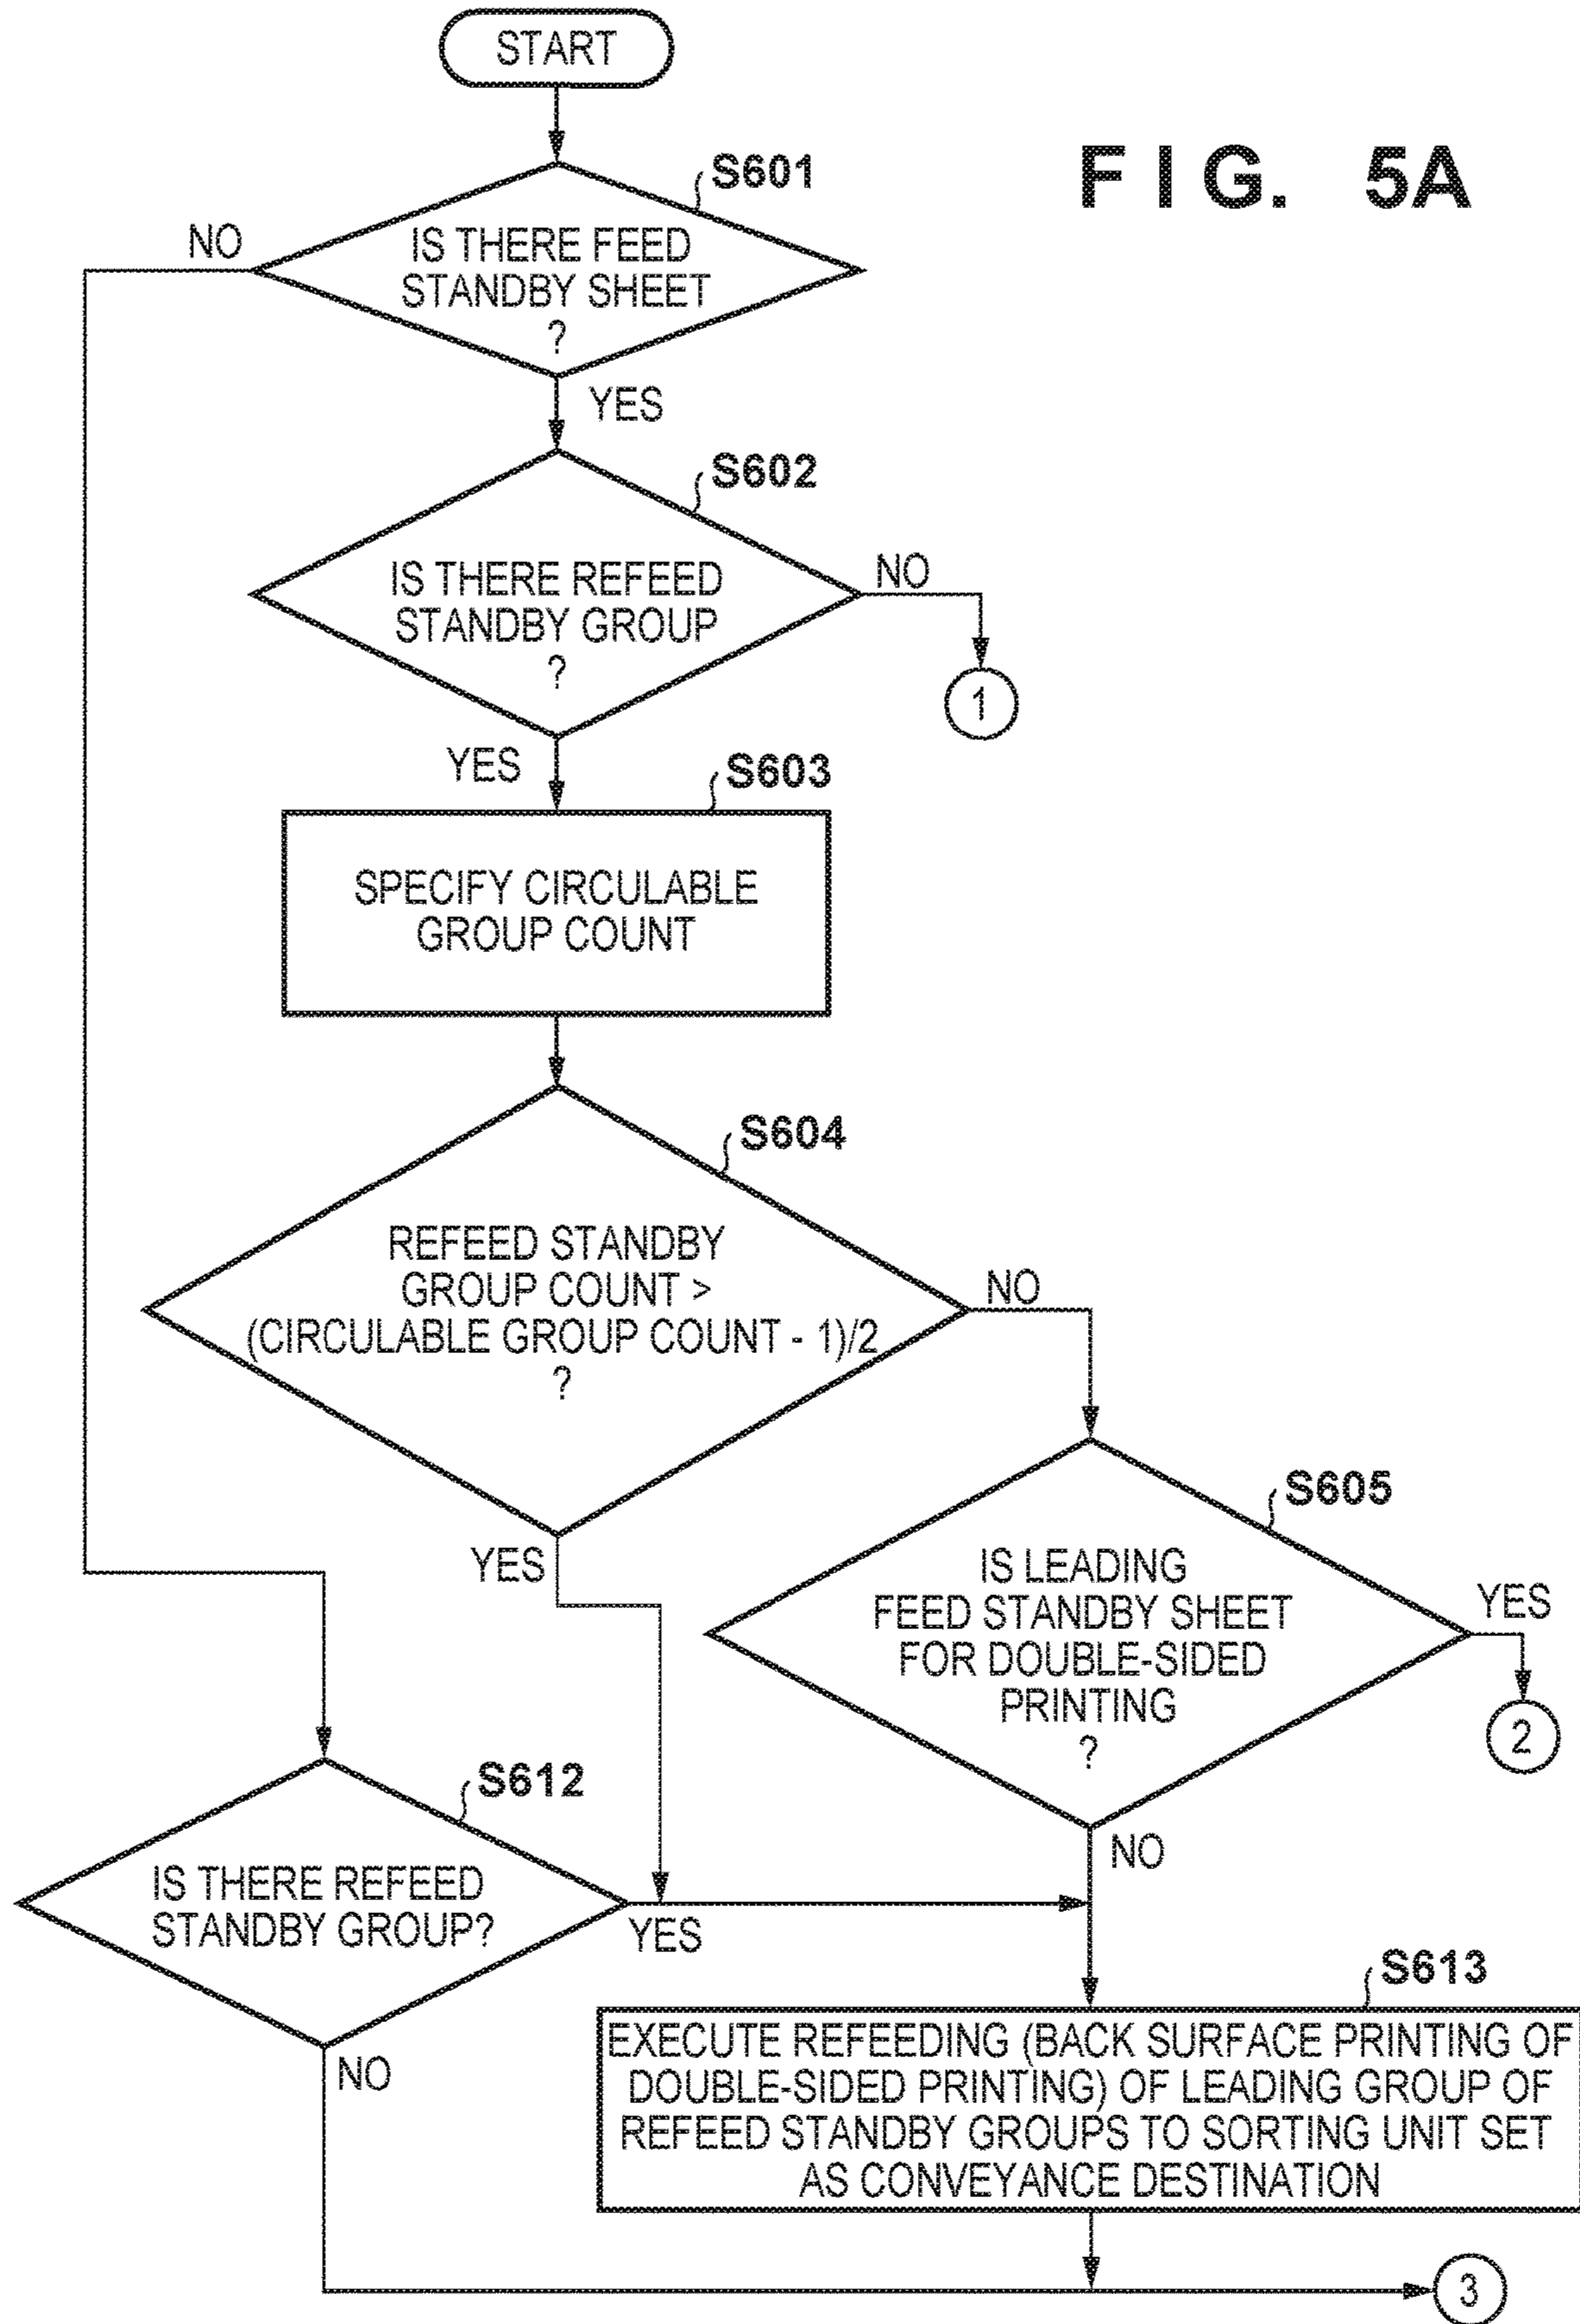 START
FIG. 5A
S601
NO
IS THERE FEED
STANDBY SHEET
?
YES
S602
NO
IS THERE REFEED
STANDBY GROUP
?
1
YES
S603
SPECIFY CIRCULABLE
GROUP COUNT
S604
REFEED STANDBY
GROUP COUNT >
(CIRCULABLE GROUP COUNT - 1)/2
?
NO
YES
S605
IS LEADING
FEED STANDBY SHEET
FOR DOUBLE-SIDED
PRINTING
?
YES
2
NO
S612
IS THERE REFEED
STANDBY GROUP?
YES
NO
S613
EXECUTE REFEEDING (BACK SURFACE PRINTING OF
DOUBLE-SIDED PRINTING) OF LEADING GROUP OF
REFEED STANDBY GROUPS TO SORTING UNIT SET
AS CONVEYANCE DESTINATION
3